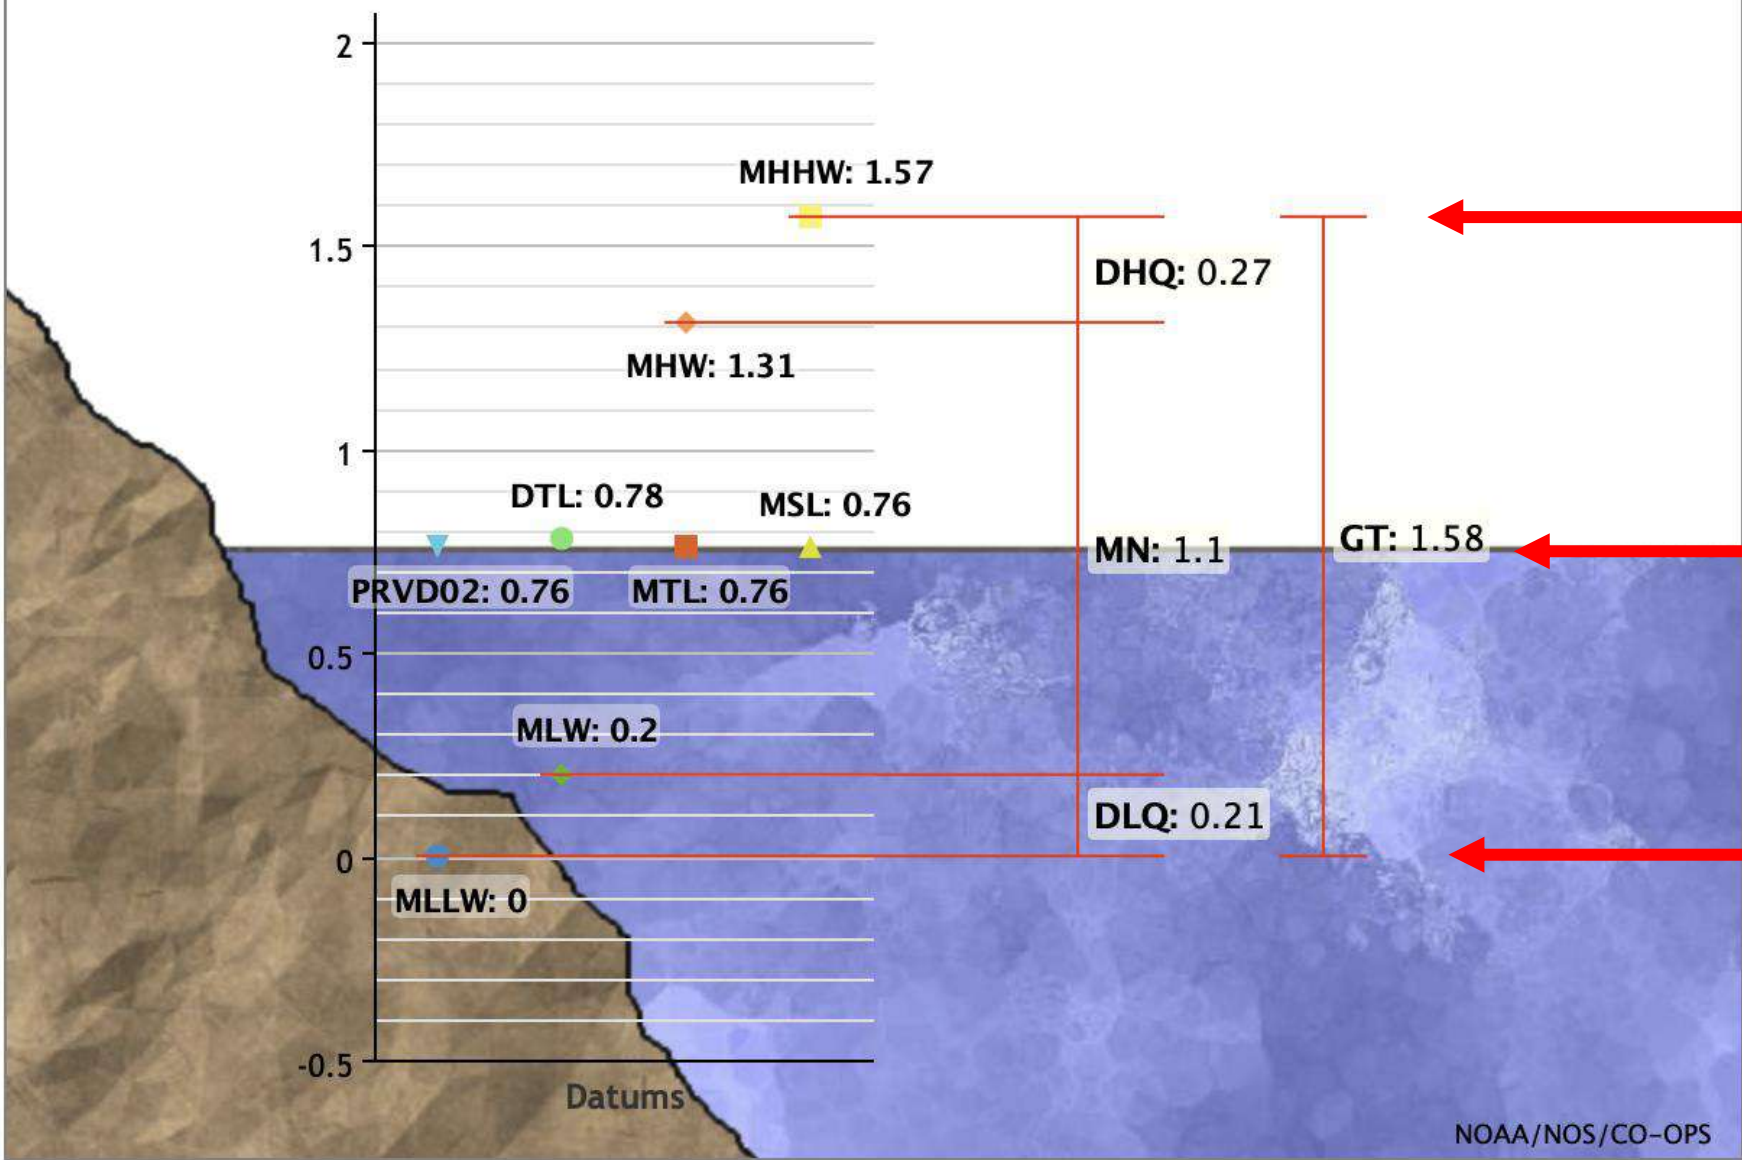 2
MHHW: 1.57
1.5
DHQ: 0.27
MHW: 1.31
1
DTL: 0.78
MSL: 0.76
MN: 1.1
GT: 1.58
PRVD02: 0.76
MTL: 0.76
0.5
MLW: 0.2
DLQ: 0.21
0
MLLW: 0
-0.5
Datums
NOAA/NOS/CO-OPS